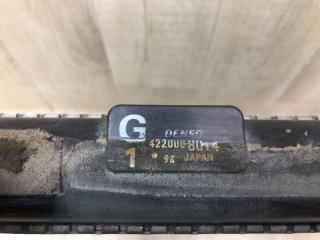 G DENSO
422000-8014
1 * 9K JAPAN